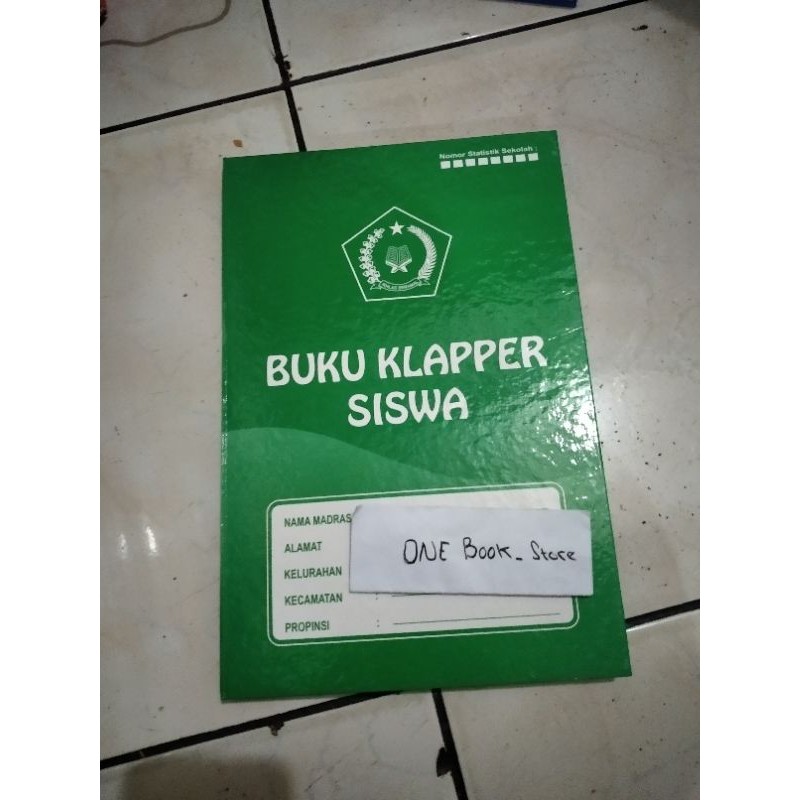 Nomor Statistik Sekolah :
BUKU KLAPPER
SISWA
NAMA MADRAS
ALAMAT
KELURAHAN :
KECAMATAN :
PROPINSI :
ONE Book_Store